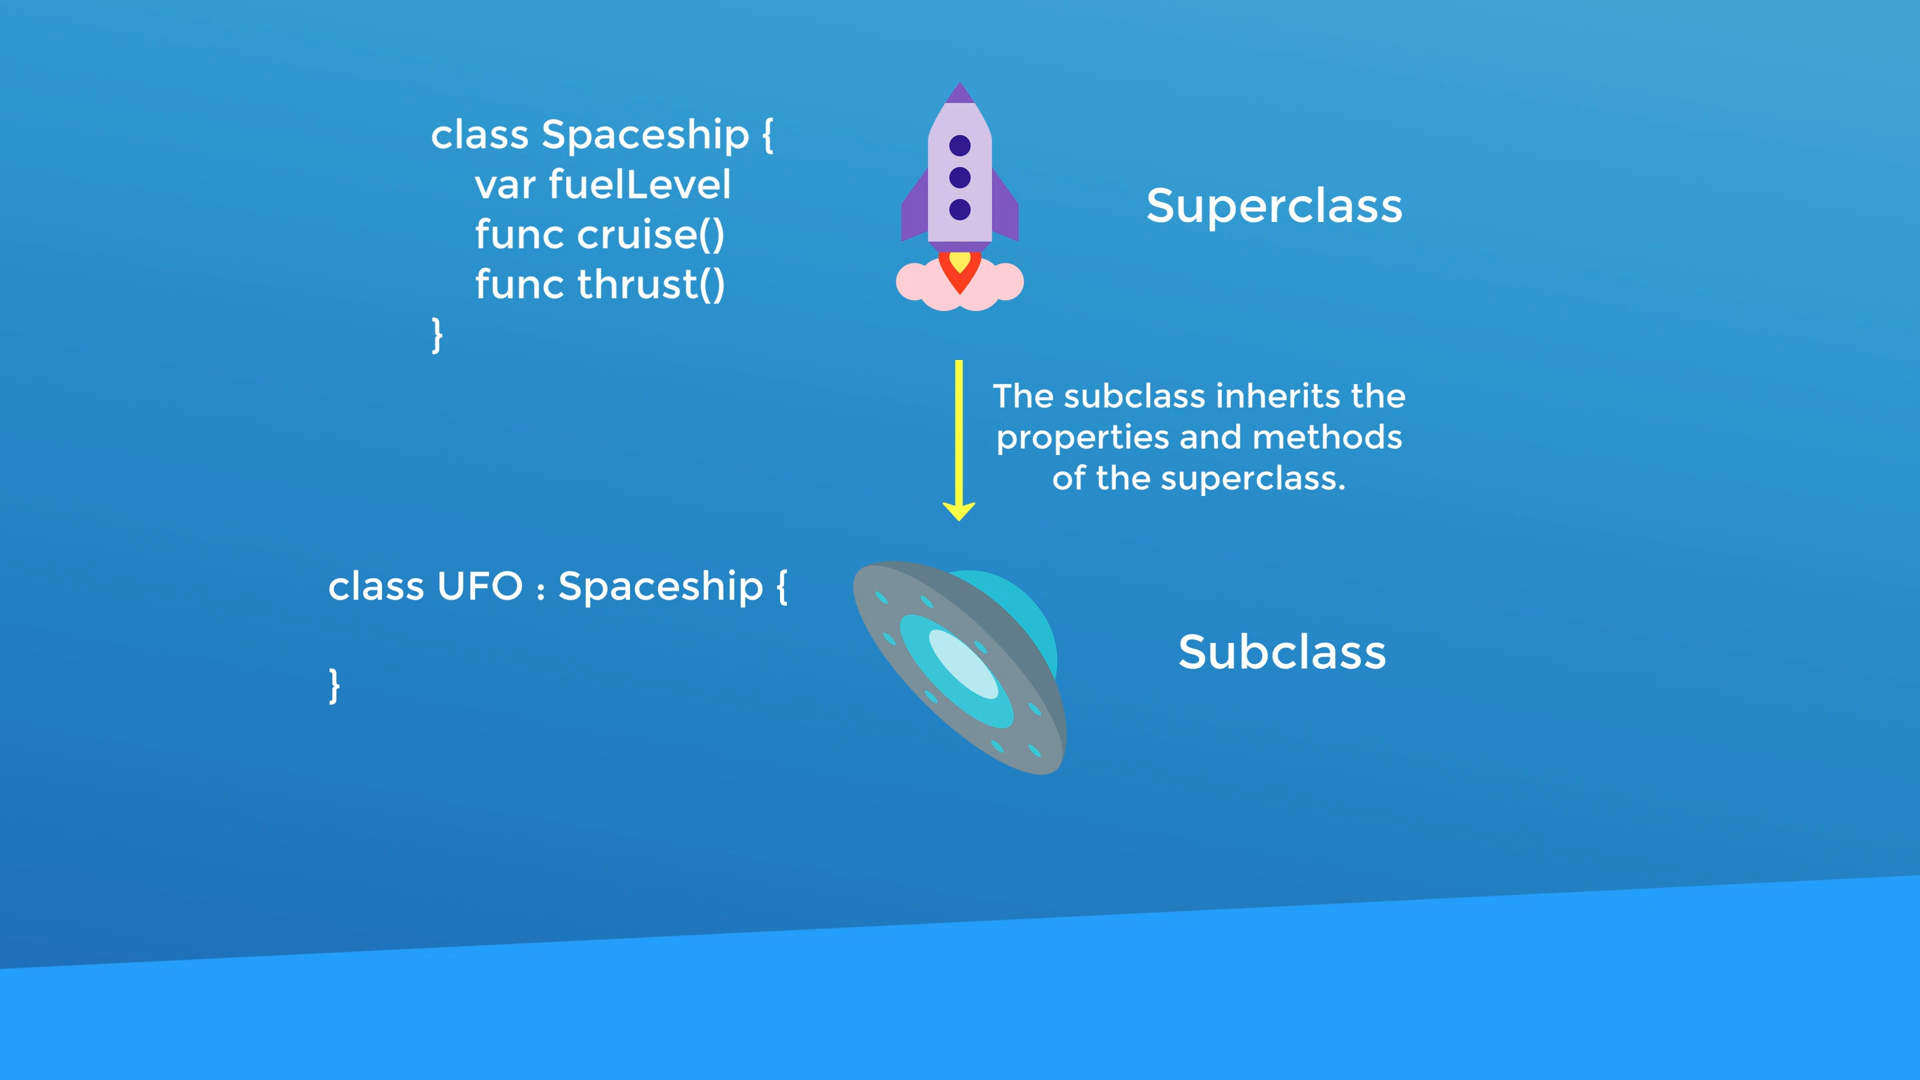 class Spaceship {
var fuelLevel
func cruise()
func thrust()
}
Superclass
The subclass inherits the
properties and methods
of the superclass.
class UFO : Spaceship {
}
Subclass